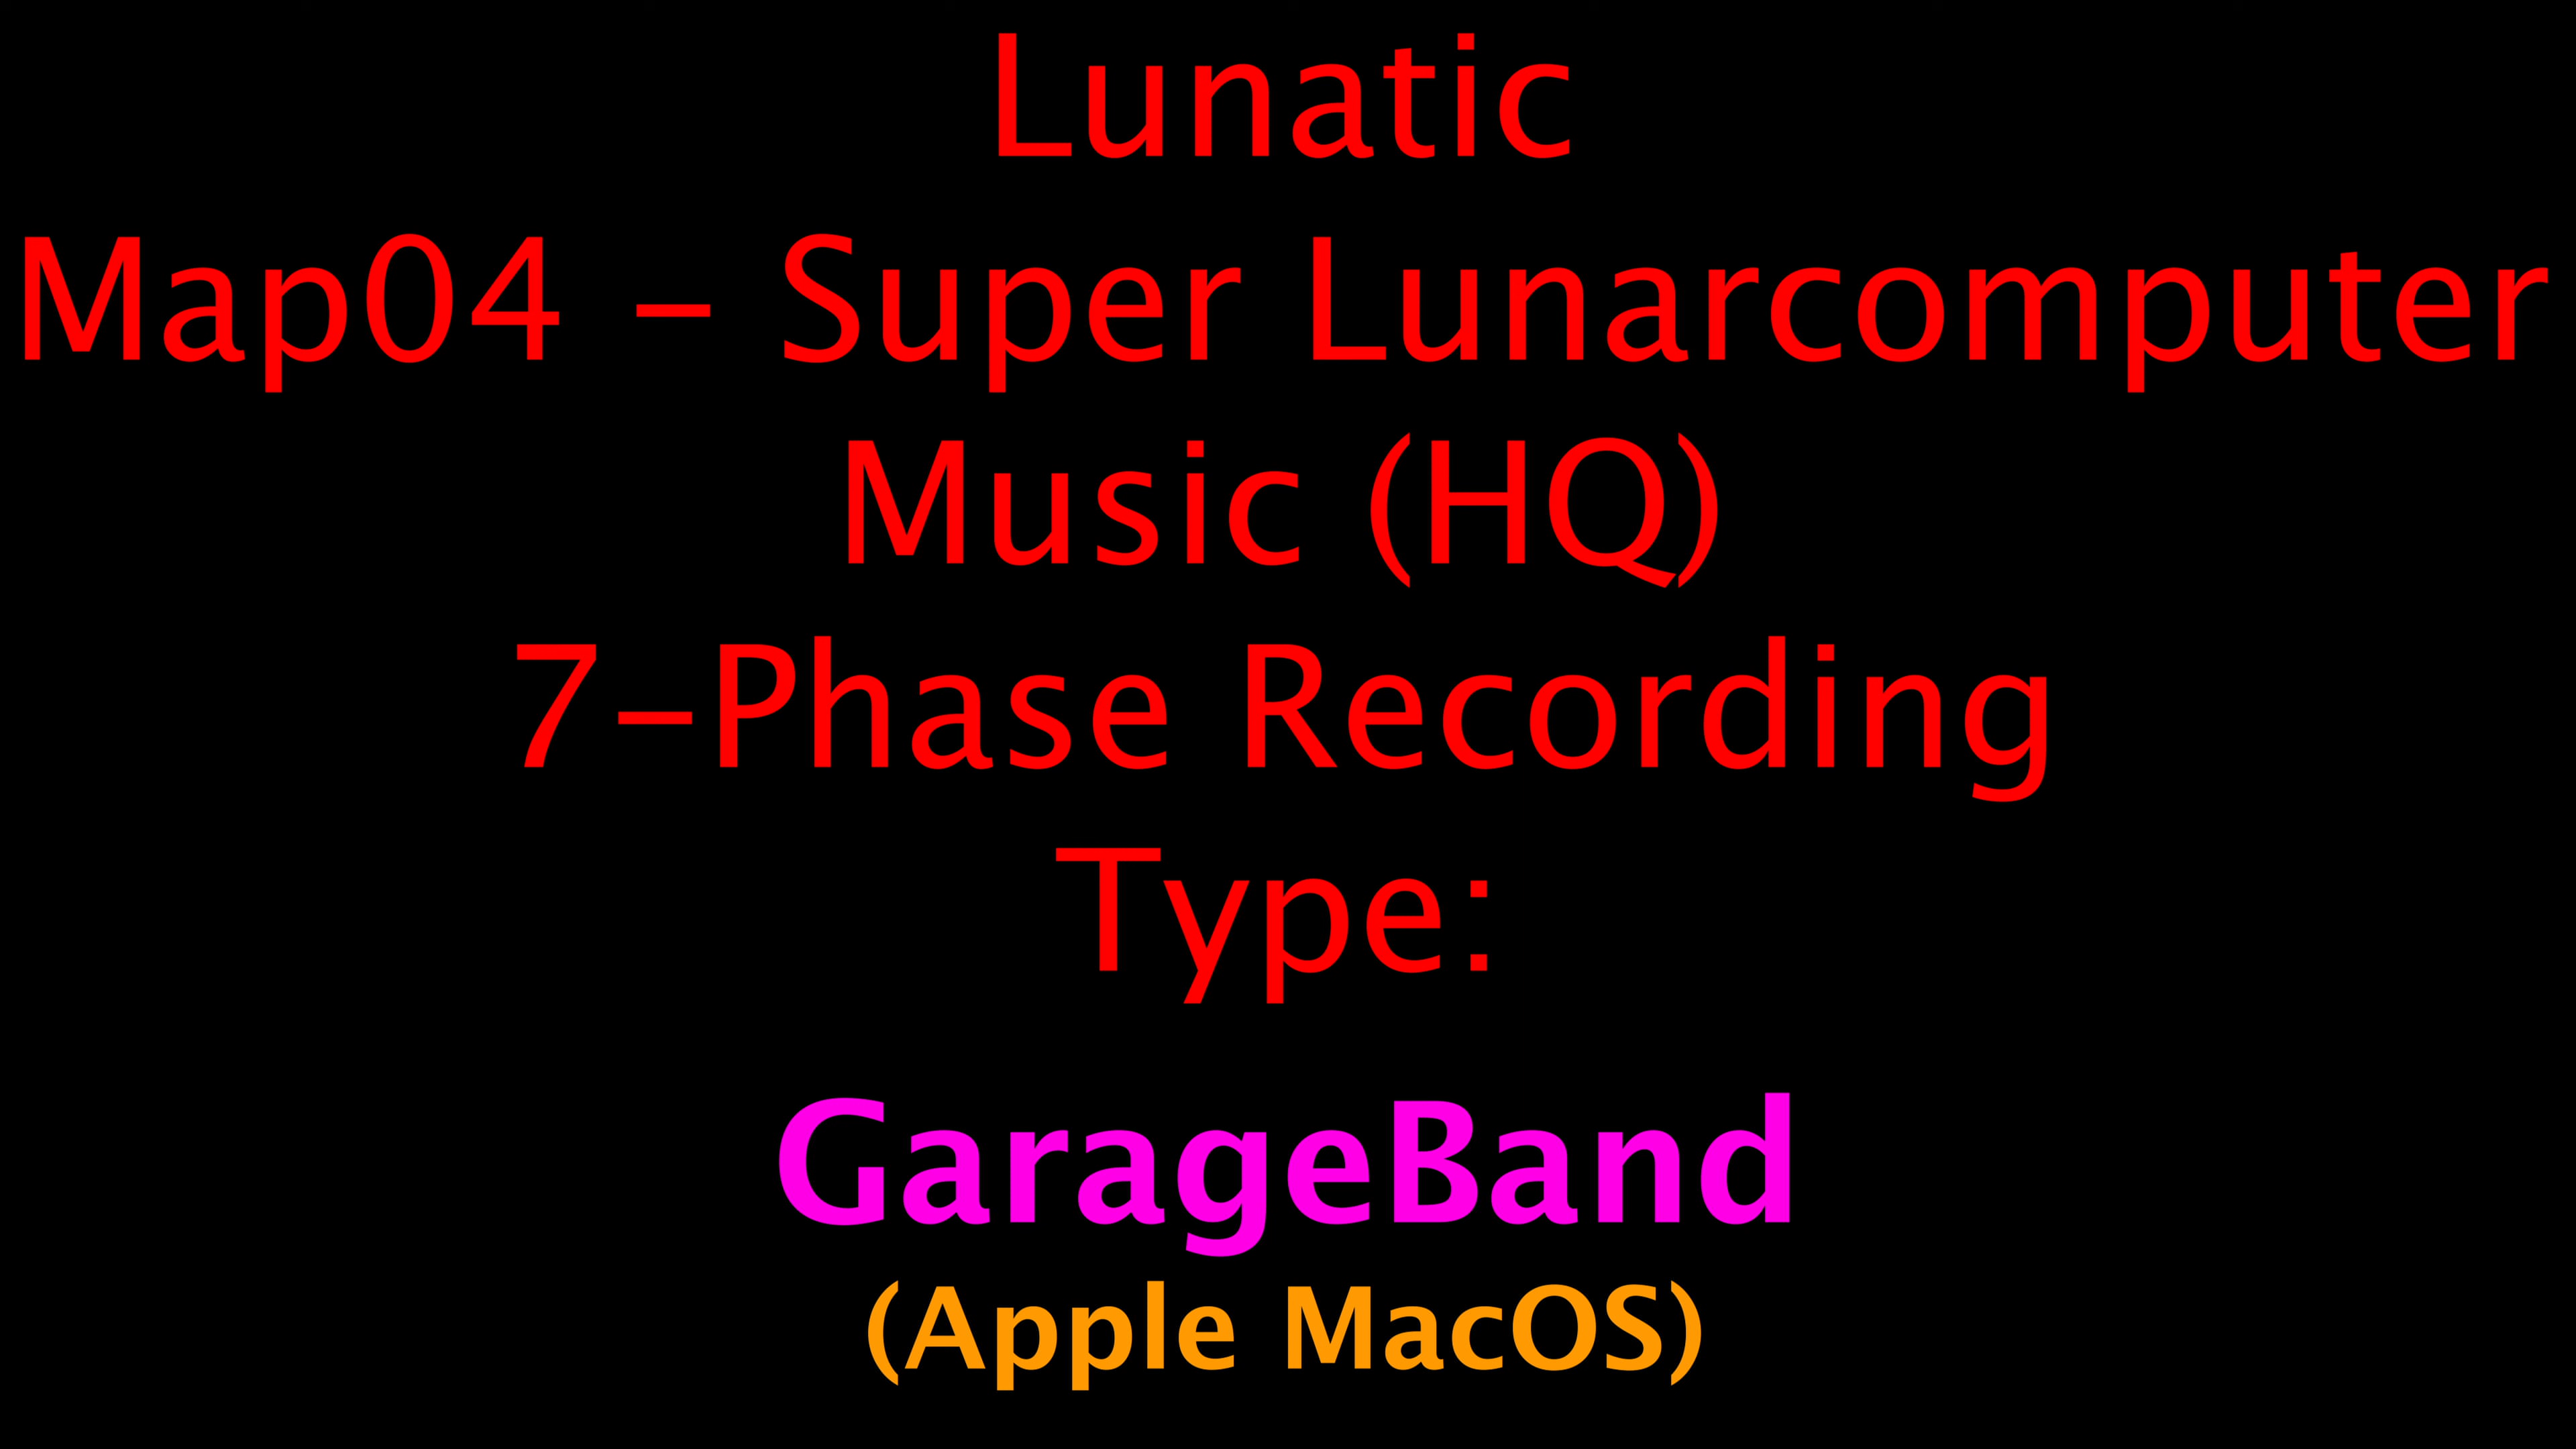 Lunatic
Map04 - Super Lunarcomputer
Music (HQ)
7-Phase Recording
Type:
GarageBand
(Apple MacOS)